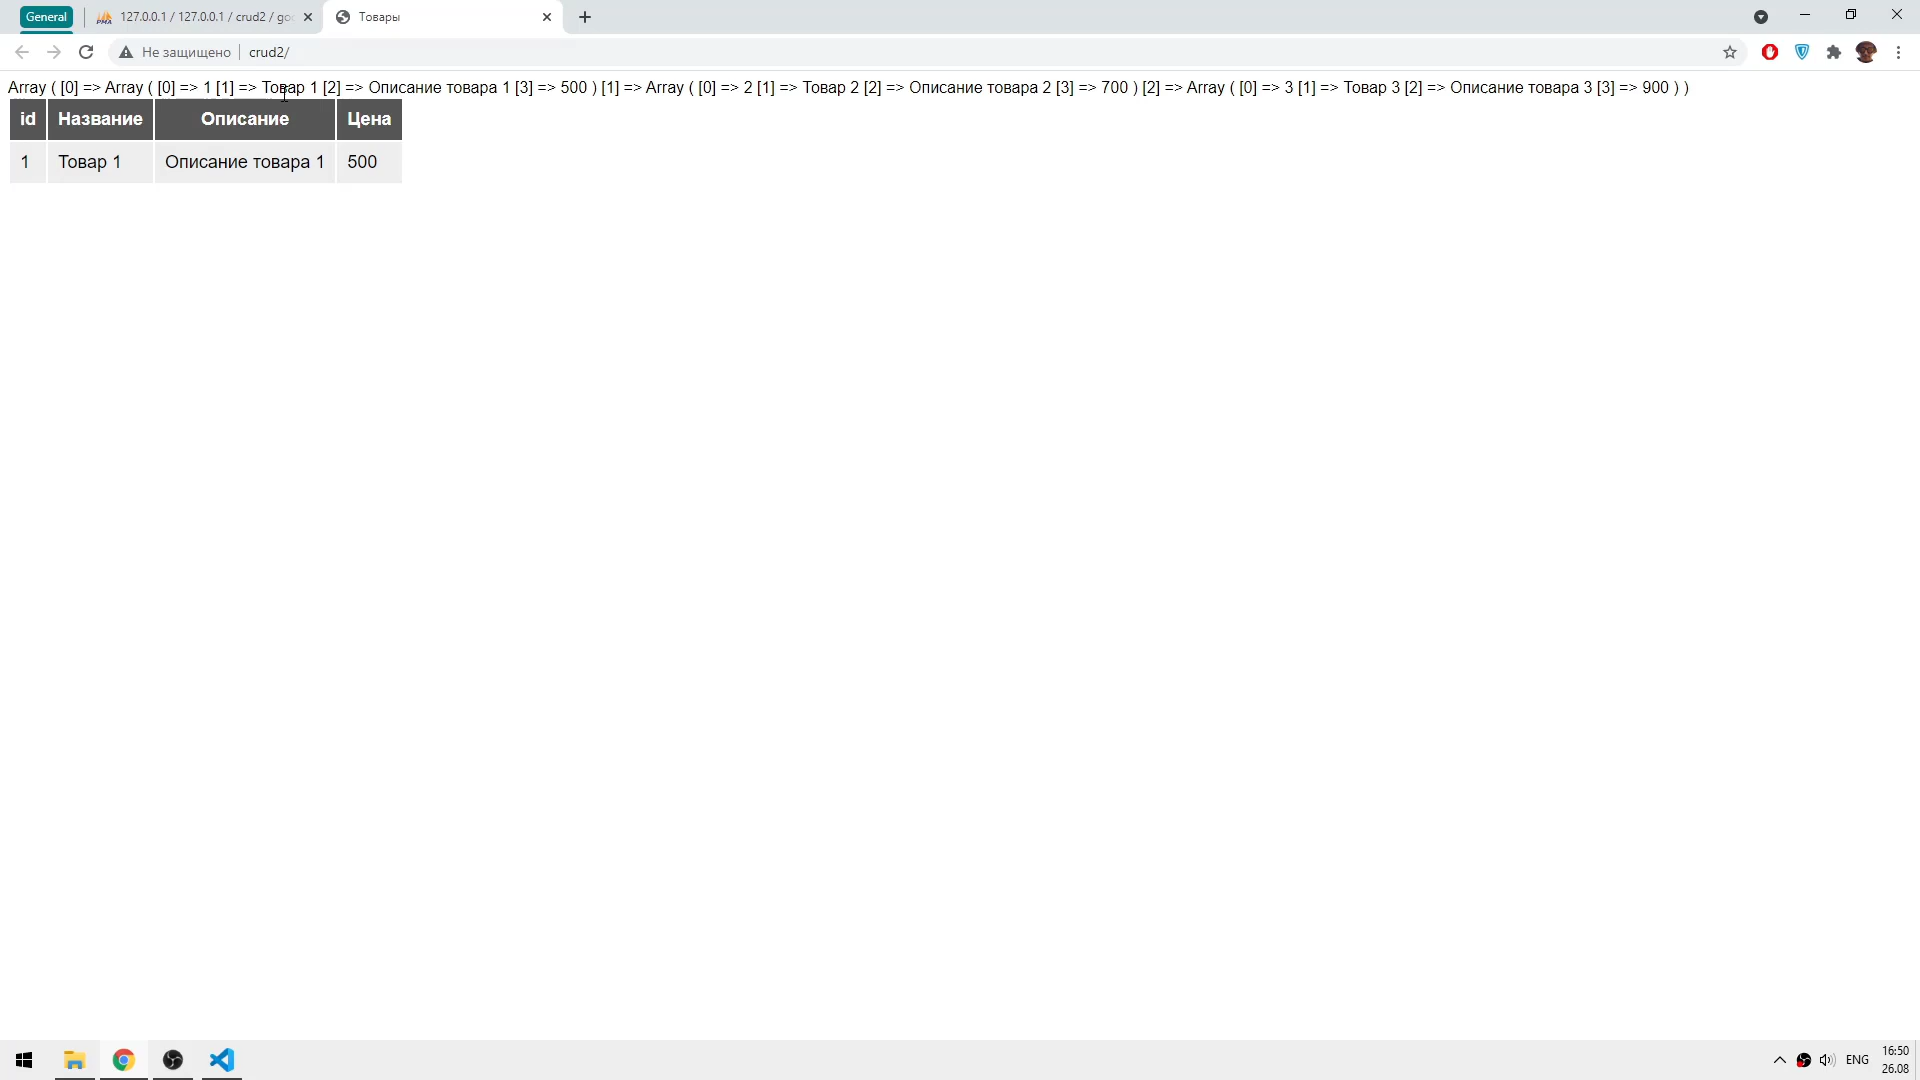 General
127.0.0.1 / 127.0.0.1 / crud2 / goo
Товары
Не защищено
crud2/
Array ( [0] => Array ( [0] => 1 [1] => Товар 1 [2] => Описание товара 1 [3] => 500 ) [1] => Array ( [0] => 2 [1] => Товар 2 [2] => Описание товара 2 [3] => 700 ) [2] => Array ( [0] => 3 [1] => Товар 3 [2] => Описание товара 3 [3] => 900 ) )
id Название Описание Цена
1 Товар 1 Описание товара 1 500
ENG
16:50
26.08